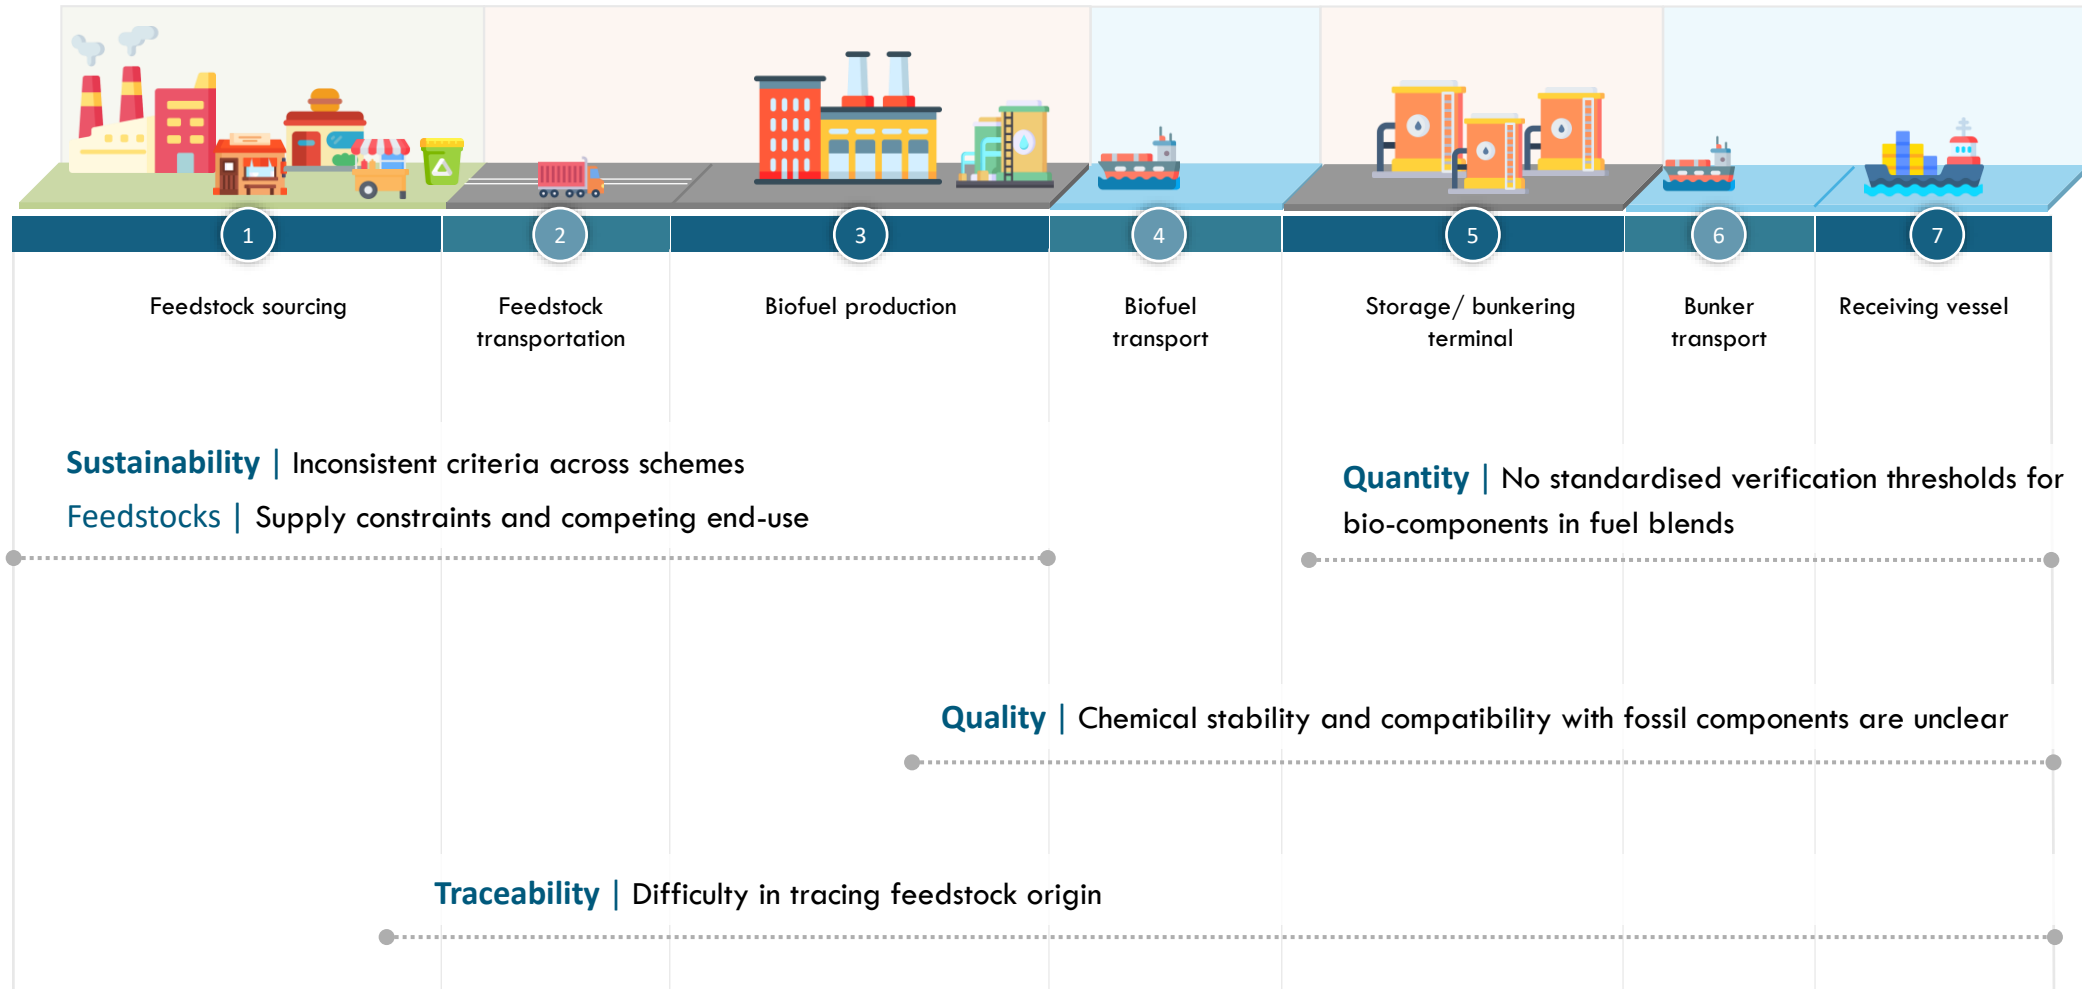 1
2
3
4
5
6
7
Feedstock sourcing
Feedstock
transportation
Biofuel production
Biofuel
transport
Storage/ bunkering
terminal
Bunker
transport
Receiving vessel
Sustainability | Inconsistent criteria across schemes
Feedstocks | Supply constraints and competing end-use
Quantity | No standardised verification thresholds for
bio-components in fuel blends
Quality | Chemical stability and compatibility with fossil components are unclear
Traceability | Difficulty in tracing feedstock origin